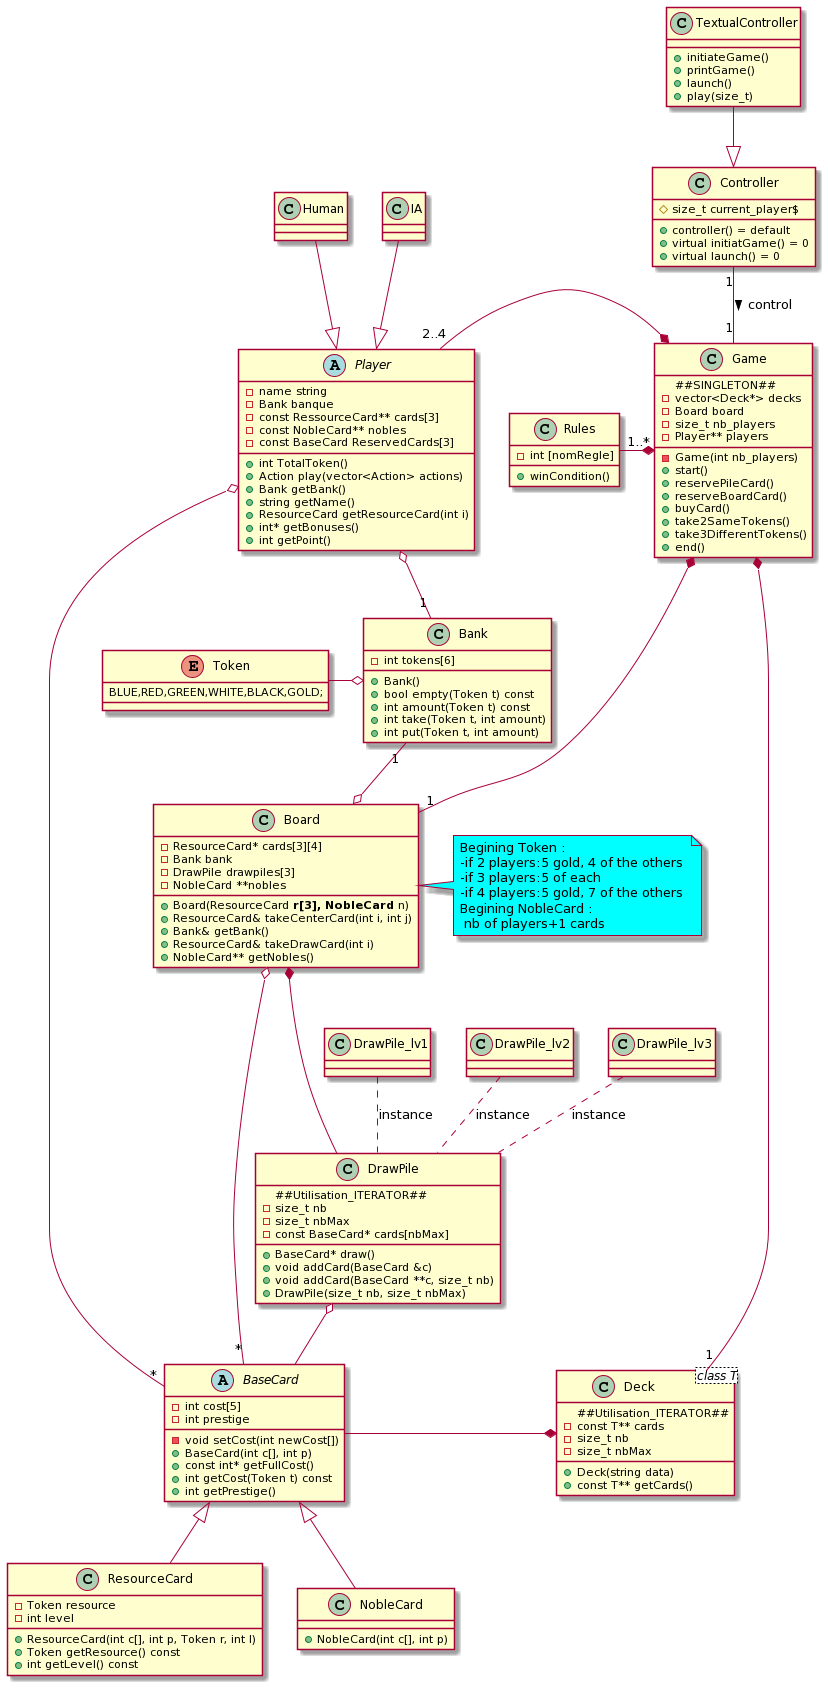 C TextualController
initiateGame()
printGame()
launch()
play(size_t)
C Controller
size_t current_player$
controller() = default
virtual initiatGame() = 0
virtual launch() = 0
C Human
C IA
1
control
1
2..4
A Player
name string
Bank banque
const RessourceCard** cards[3]
const NobleCard** nobles
const BaseCard ReservedCards[3]
int TotalToken()
Action play(vector<Action> actions)
Bank getBank()
string getName()
ResourceCard getResourceCard(int i)
int* getBonuses()
int getPoint()
C Game
##SINGLETON##
vector<Deck*> decks
Board board
size_t nb_players
Player** players
Game(int nb_players)
start()
reservePileCard()
reserveBoardCard()
buyCard()
take2SameTokens()
take3DifferentTokens()
end()
C Rules
int [nomRegle]
winCondition()
1..*
1
C Bank
int tokens[6]
Bank()
bool empty(Token t) const
int amount(Token t) const
int take(Token t, int amount)
int put(Token t, int amount)
E Token
BLUE,RED,GREEN,WHITE,BLACK,GOLD;
1
1
C Board
ResourceCard* cards[3][4]
Bank bank
DrawPile drawpiles[3]
NobleCard **nobles
Board(ResourceCard r[3], NobleCard n)
ResourceCard& takeCenterCard(int i, int j)
Bank& getBank()
ResourceCard& takeDrawCard(int i)
NobleCard** getNobles()
Begining Token :
-if 2 players:5 gold, 4 of the others
-if 3 players:5 of each
-if 4 players:5 gold, 7 of the others
Begining NobleCard :
nb of players+1 cards
C DrawPile_lv1
C DrawPile_lv2
C DrawPile_lv3
instance
instance
instance
C DrawPile
##Utilisation_ITERATOR##
size_t nb
size_t nbMax
const BaseCard* cards[nbMax]
BaseCard* draw()
void addCard(BaseCard &c)
void addCard(BaseCard **c, size_t nb)
DrawPile(size_t nb, size_t nbMax)
*
*
1
A BaseCard
int cost[5]
int prestige
void setCost(int newCost[])
BaseCard(int c[], int p)
const int* getFullCost()
int getCost(Token t) const
int getPrestige()
class T
C Deck
##Utilisation_ITERATOR##
const T** cards
size_t nb
size_t nbMax
Deck(string data)
const T** getCards()
C ResourceCard
Token resource
int level
ResourceCard(int c[], int p, Token r, int l)
Token getResource() const
int getLevel() const
C NobleCard
NobleCard(int c[], int p)